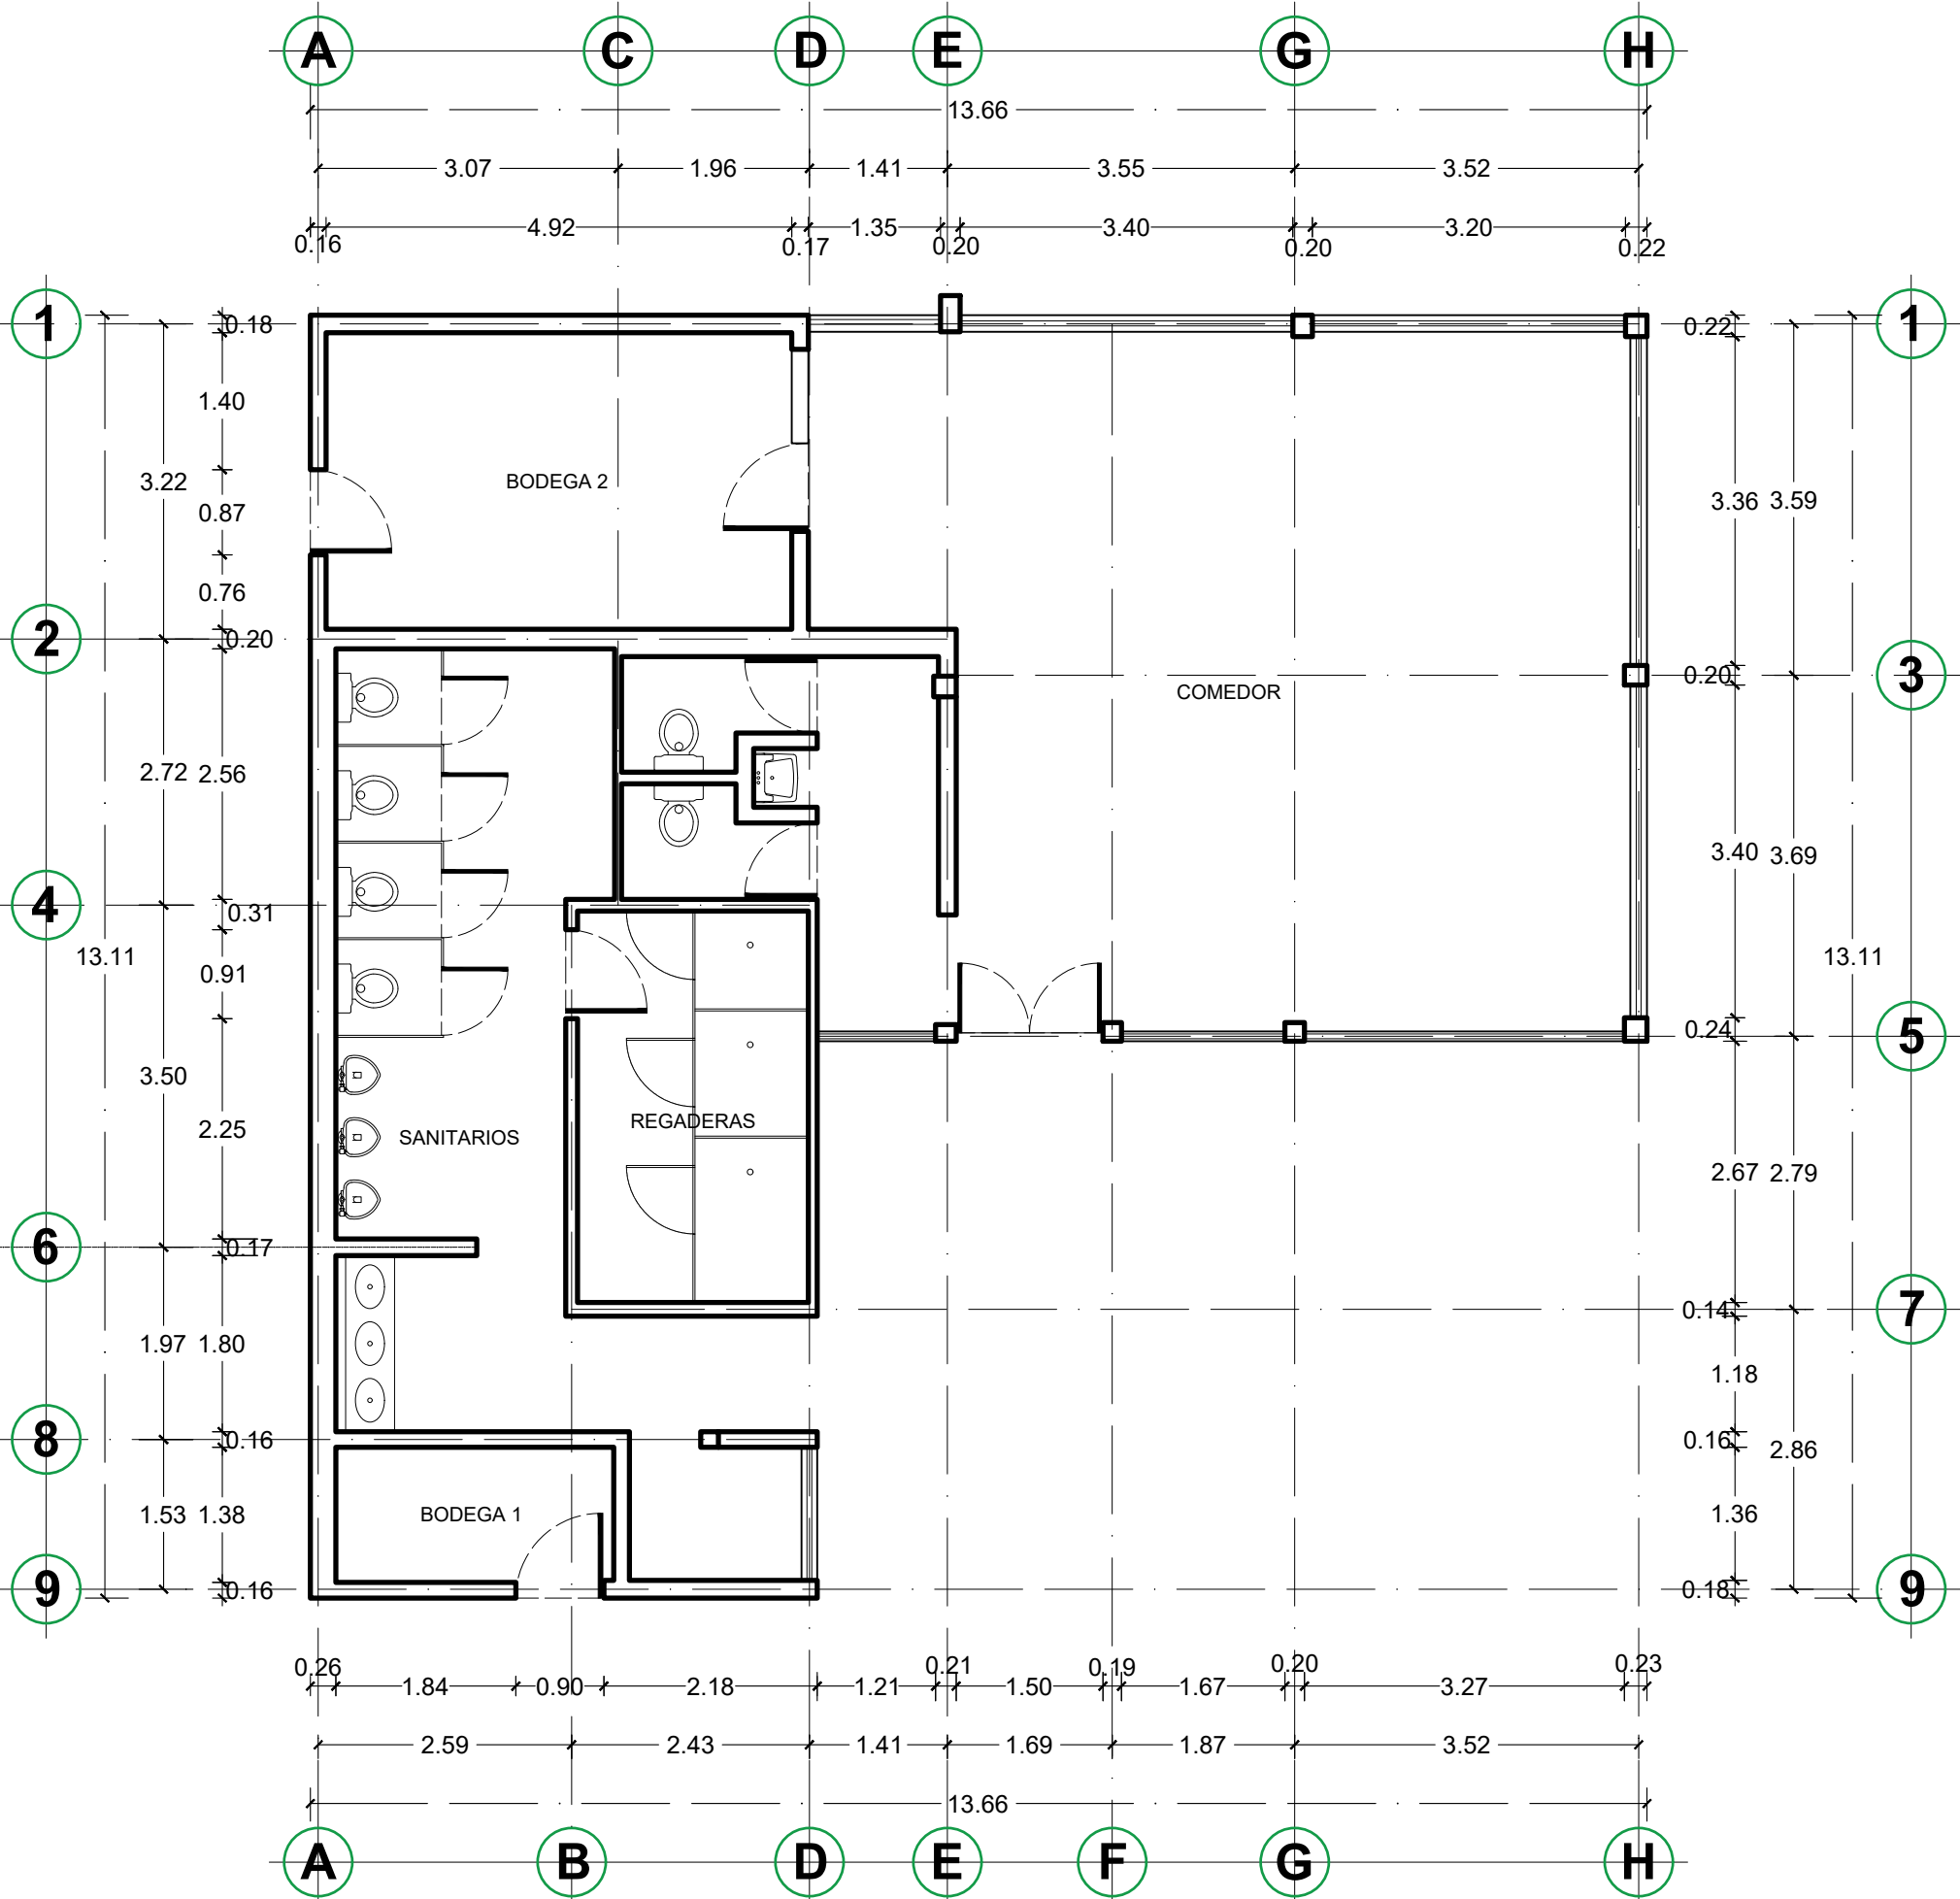 A C D E G H
13.66
3.07 1.96 1.41 3.55 3.52
4.92 1.35 3.40 3.20
0.16 0.17 0.20 0.20 0.22
1 0.18 0.22 1
1.40
3.22 BODEGA 2 3.36 3.59
0.87
0.76
2 0.20
COMEDOR 0.20 3
2.72 2.56
3.40 3.69
4 0.31
13.11 0.91 13.11
0.24 5
3.50
2.25 SANITARIOS REGADERAS
2.67 2.79
6 0.17
0.14 7
1.97 1.80
1.18
8 0.16 0.16 2.86
1.53 1.38 BODEGA 1 1.36
9 0.16 0.18 9
0.26 0.21 0.19 0.20 0.23
1.84 0.90 2.18 1.21 1.50 1.67 3.27
2.59 2.43 1.41 1.69 1.87 3.52
13.66
A B D E F G H